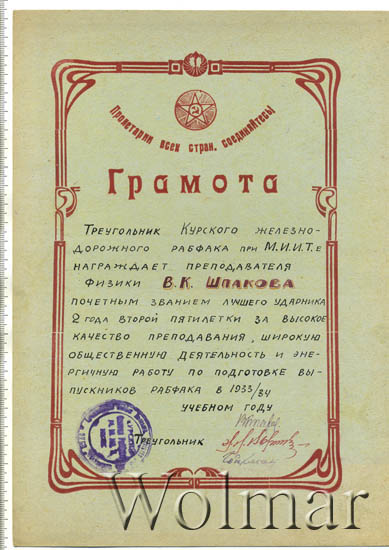 Пролетарии всех стран, соединяйтесь!
Грамота
Треугольник Курского железно-
дорожного рабфака при М.И.И.Т.е
награждает преподавателя
физики В.К. Шпакова
почетным званием лучшего ударника
2 года второй пятилетки за высокое
качество преподавания, широкую
общественную деятельность и энер-
гичную работу по подготовке вы-
пускников рабфака в 1933/34
учебном году
Треугольник
Wolmar